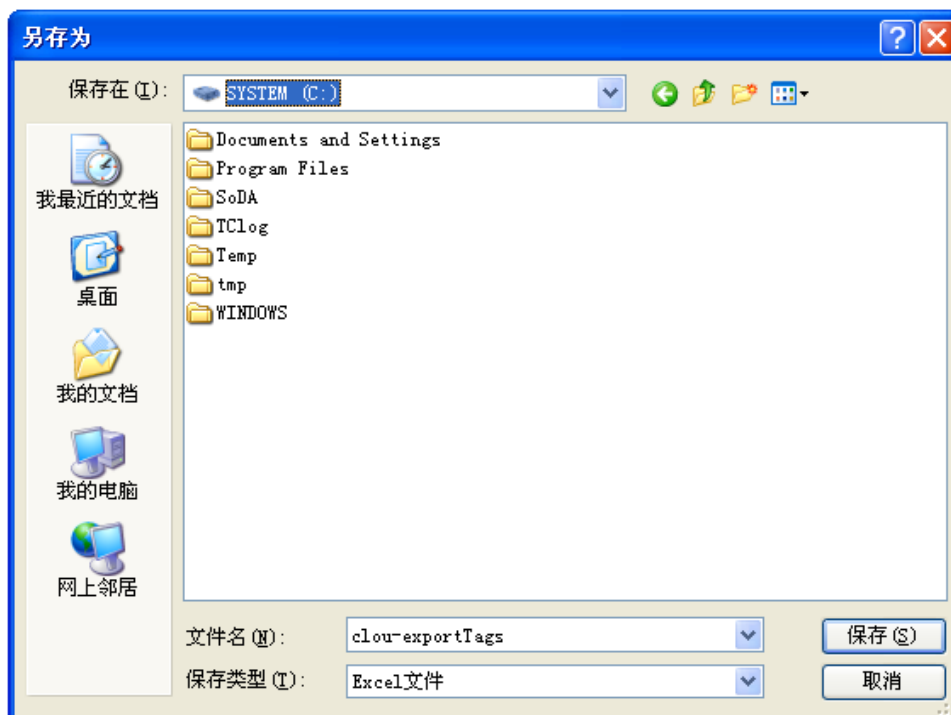 另存为
保存在(I):
SYSTEM (C:)
我最近的文档
桌面
我的文档
我的电脑
网上邻居
Documents and Settings
Program Files
SoDA
TClog
Temp
tmp
WINDOWS
文件名(N):
clou-exportTags
保存(S)
保存类型(T):
Excel文件
取消